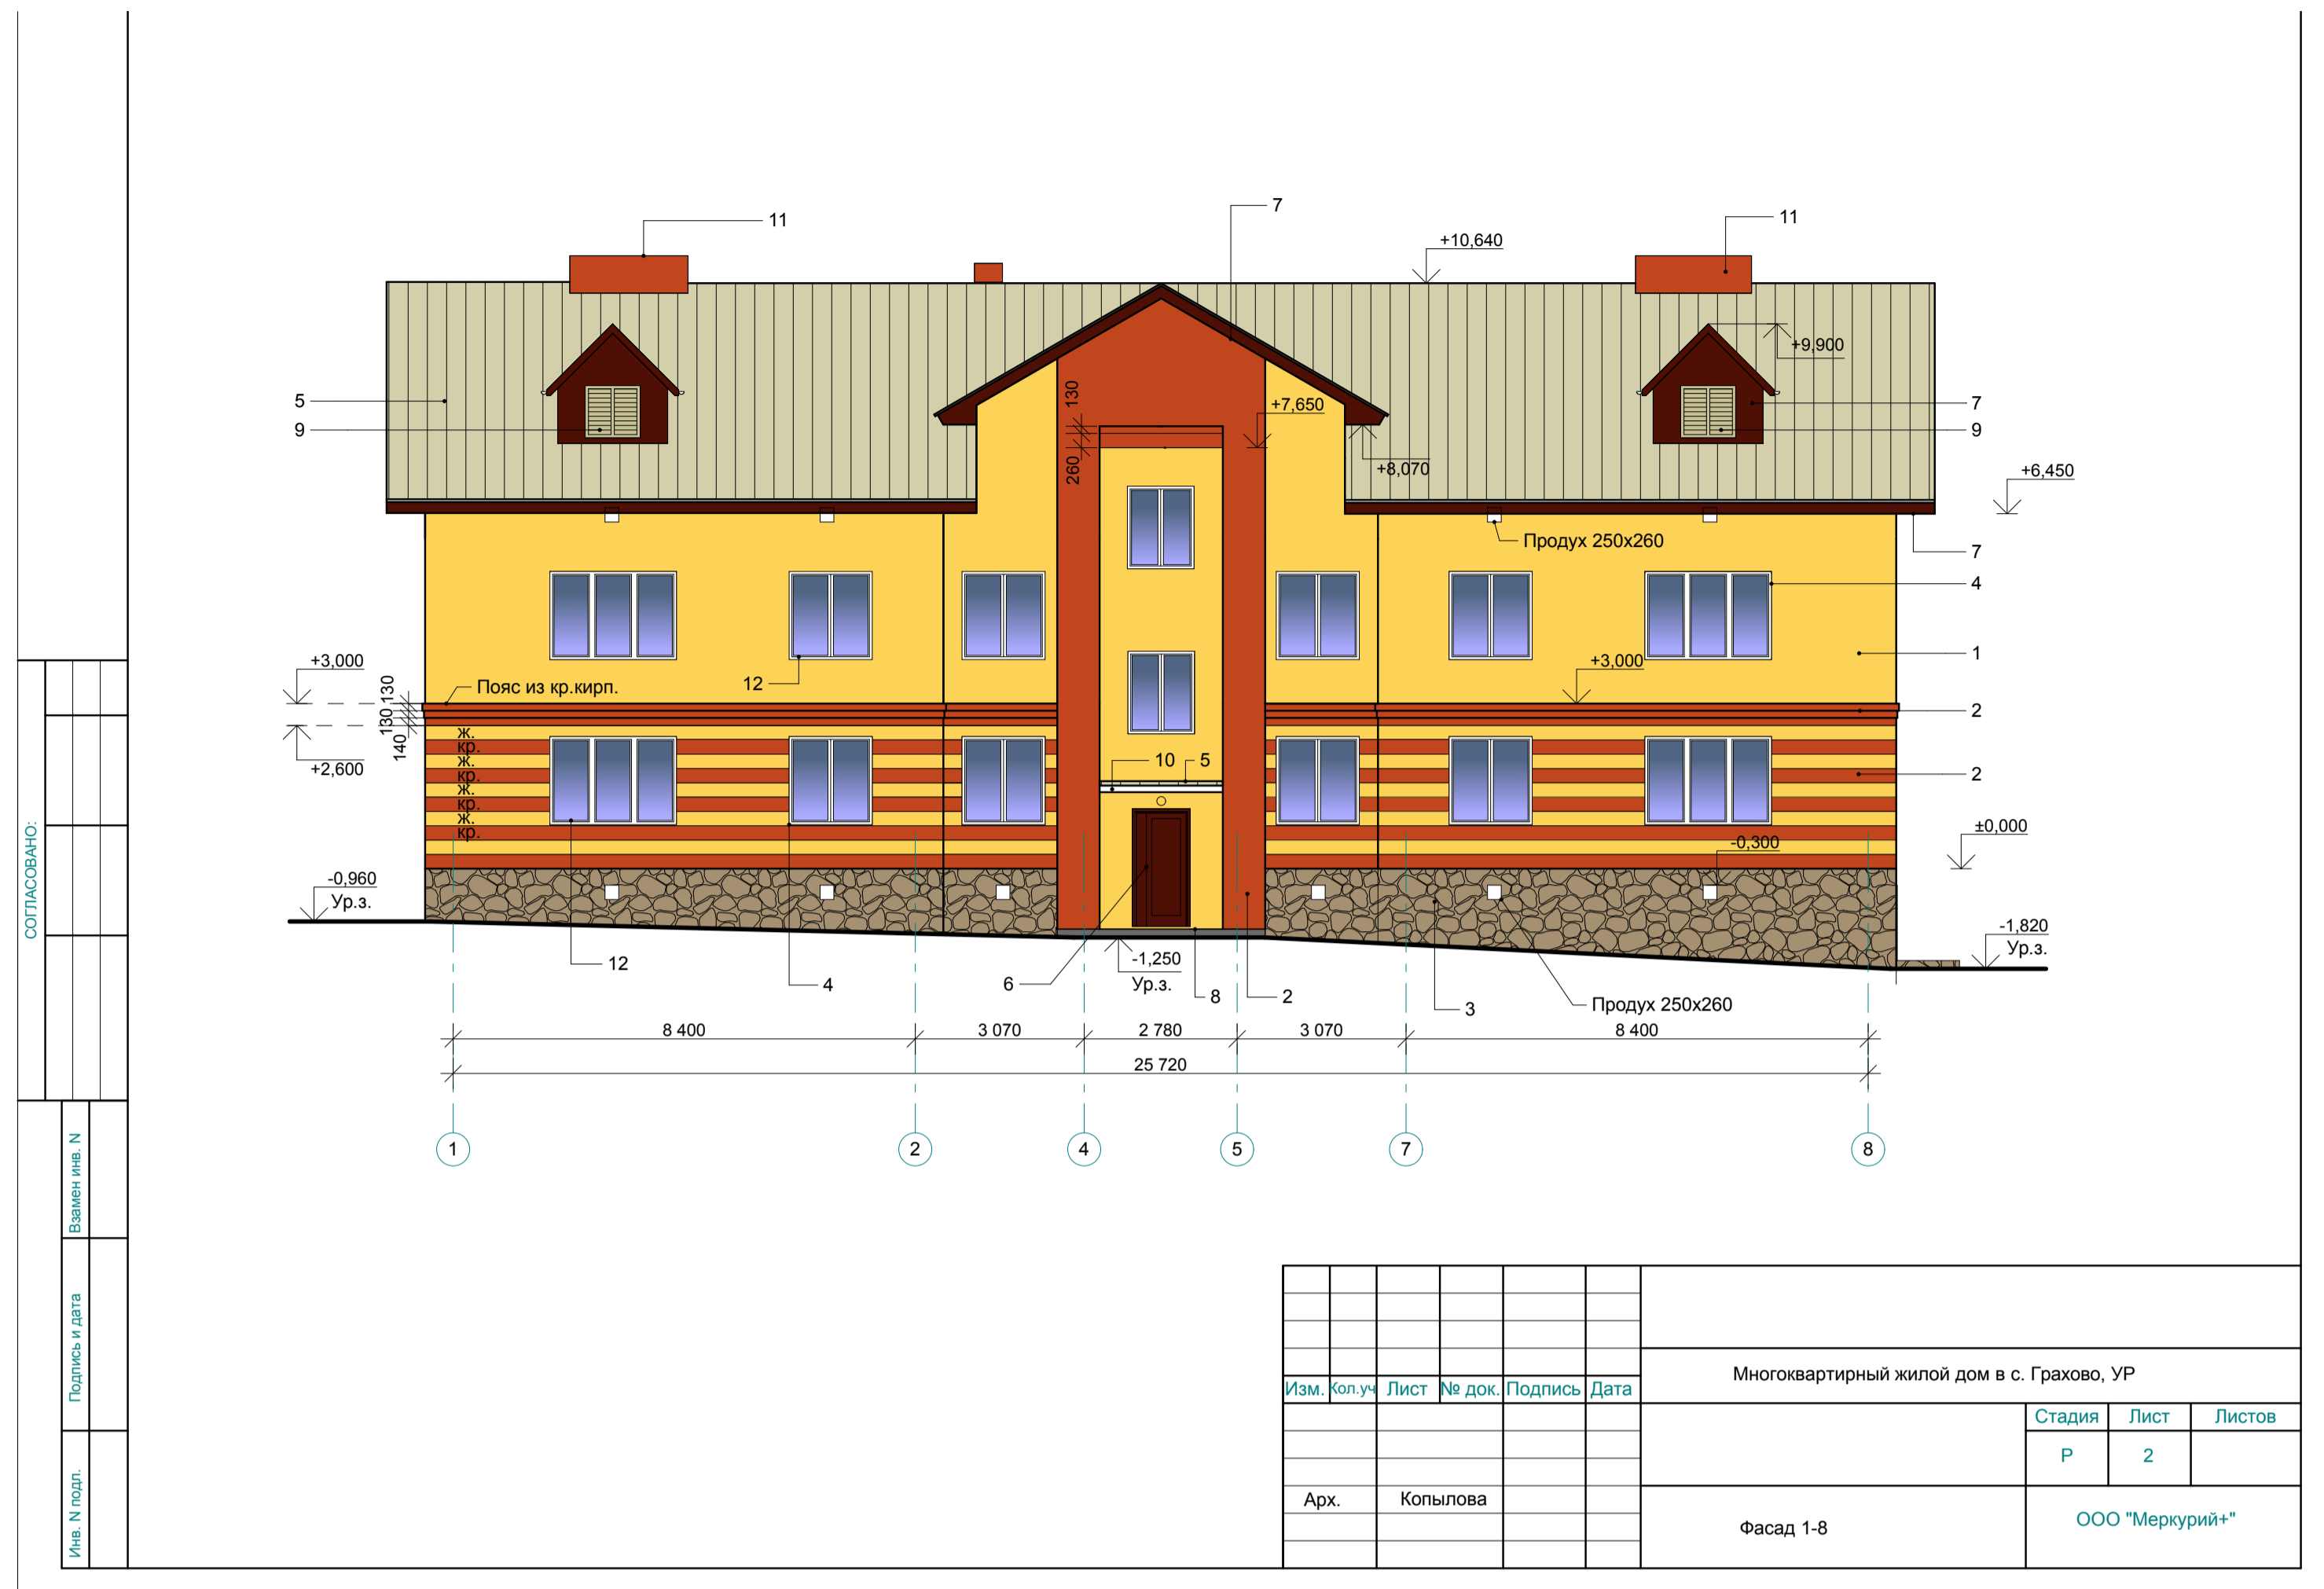 11
7
11
+10,640
+9,900
5
130
+7,650
7
9
9
260
+8,070
+6,450
Продух 250х260
7
4
+3,000
+3,000
1
130
Пояс из кр.кирп.
12
2
130
140
ж.
кр.
ж.
кр.
ж.
кр.
ж.
кр.
+2,600
10
5
2
±0,000
-0,300
-0,960
Ур.з.
-1,820
Ур.з.
-1,250
Ур.з.
12
4
6
8
2
3
Продух 250х260
8 400
3 070
2 780
3 070
8 400
25 720
1
2
4
5
7
8
СОГЛАСОВАНО:
Взамен инв. N
Подпись и дата
Инв. N подл.
Многоквартирный жилой дом в с. Грахово, УР
Изм. Кол.уч Лист № док. Подпись Дата
Стадия Лист Листов
Р 2
Арх. Копылова
Фасад 1-8
ООО "Меркурий+"